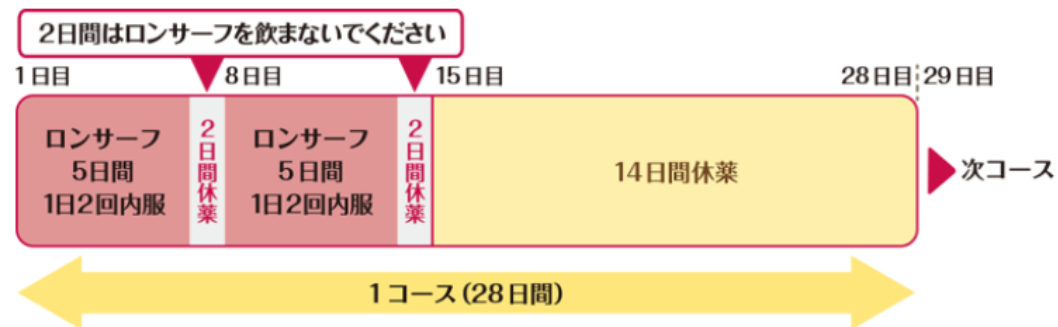 2日間はロンサーフを飲まないでください
1日目
8日目
15日目
28日目
29日目
ロンサーフ
5日間
1日2回内服
2日間休薬
ロンサーフ
5日間
1日2回内服
2日間休薬
14日間休薬
次コース
1コース(28日間)